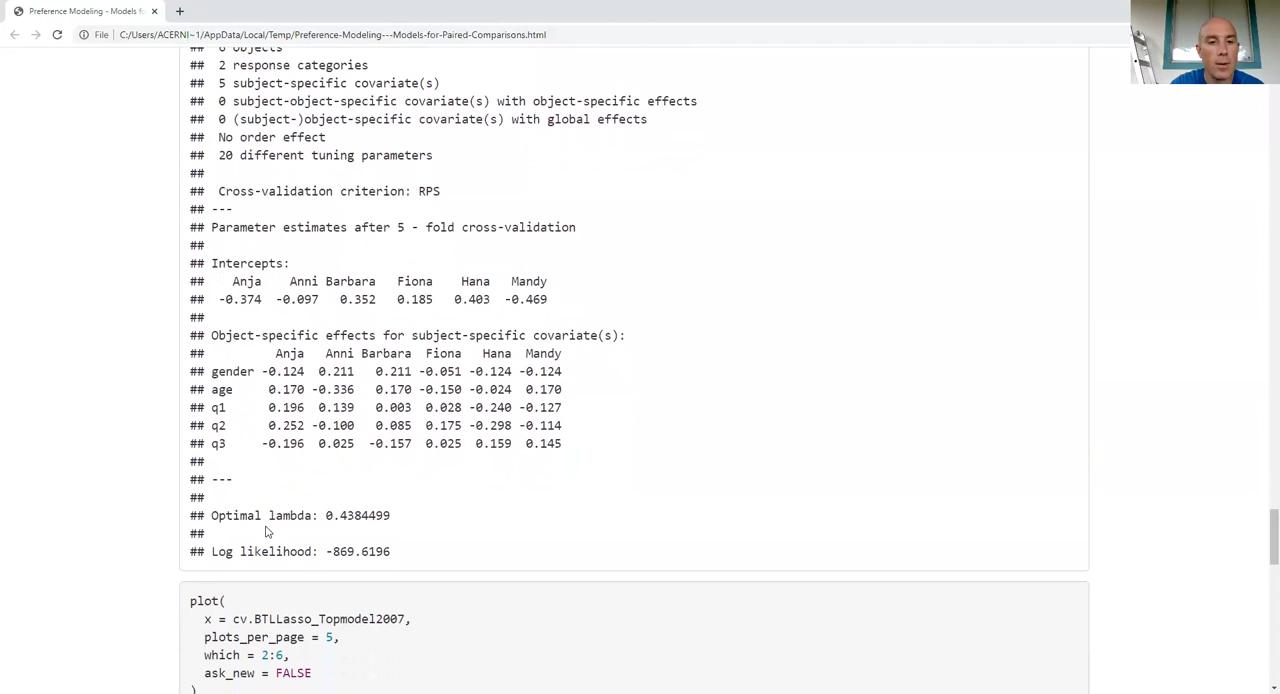 Preference Modeling - Models fo
File C:/Users/ACERNI~1/AppData/Local/Temp/Preference-Modeling---Models-for-Paired-Comparisons.html
## 6 objects
## 2 response categories
## 5 subject-specific covariate(s)
## 0 subject-object-specific covariate(s) with object-specific effects
## 0 (subject-)object-specific covariate(s) with global effects
## No order effect
## 20 different tuning parameters
##
## Cross-validation criterion: RPS
## ---
## Parameter estimates after 5 - fold cross-validation
##
## Intercepts:
## Anja Anni Barbara Fiona Hana Mandy
## -0.374 -0.097 0.352 0.185 0.403 -0.469
##
## Object-specific effects for subject-specific covariate(s):
## Anja Anni Barbara Fiona Hana Mandy
## gender -0.124 0.211 0.211 -0.051 -0.124 -0.124
## age 0.170 -0.336 0.170 -0.150 -0.024 0.170
## q1 0.196 0.139 0.003 0.028 -0.240 -0.127
## q2 0.252 -0.100 0.085 0.175 -0.298 -0.114
## q3 -0.196 0.025 -0.157 0.025 0.159 0.145
##
## ---
##
## Optimal lambda: 0.4384499
##
## Log likelihood: -869.6196
plot(
x = cv.BTLLasso_Topmodel2007,
plots_per_page = 5,
which = 2:6,
ask_new = FALSE
)